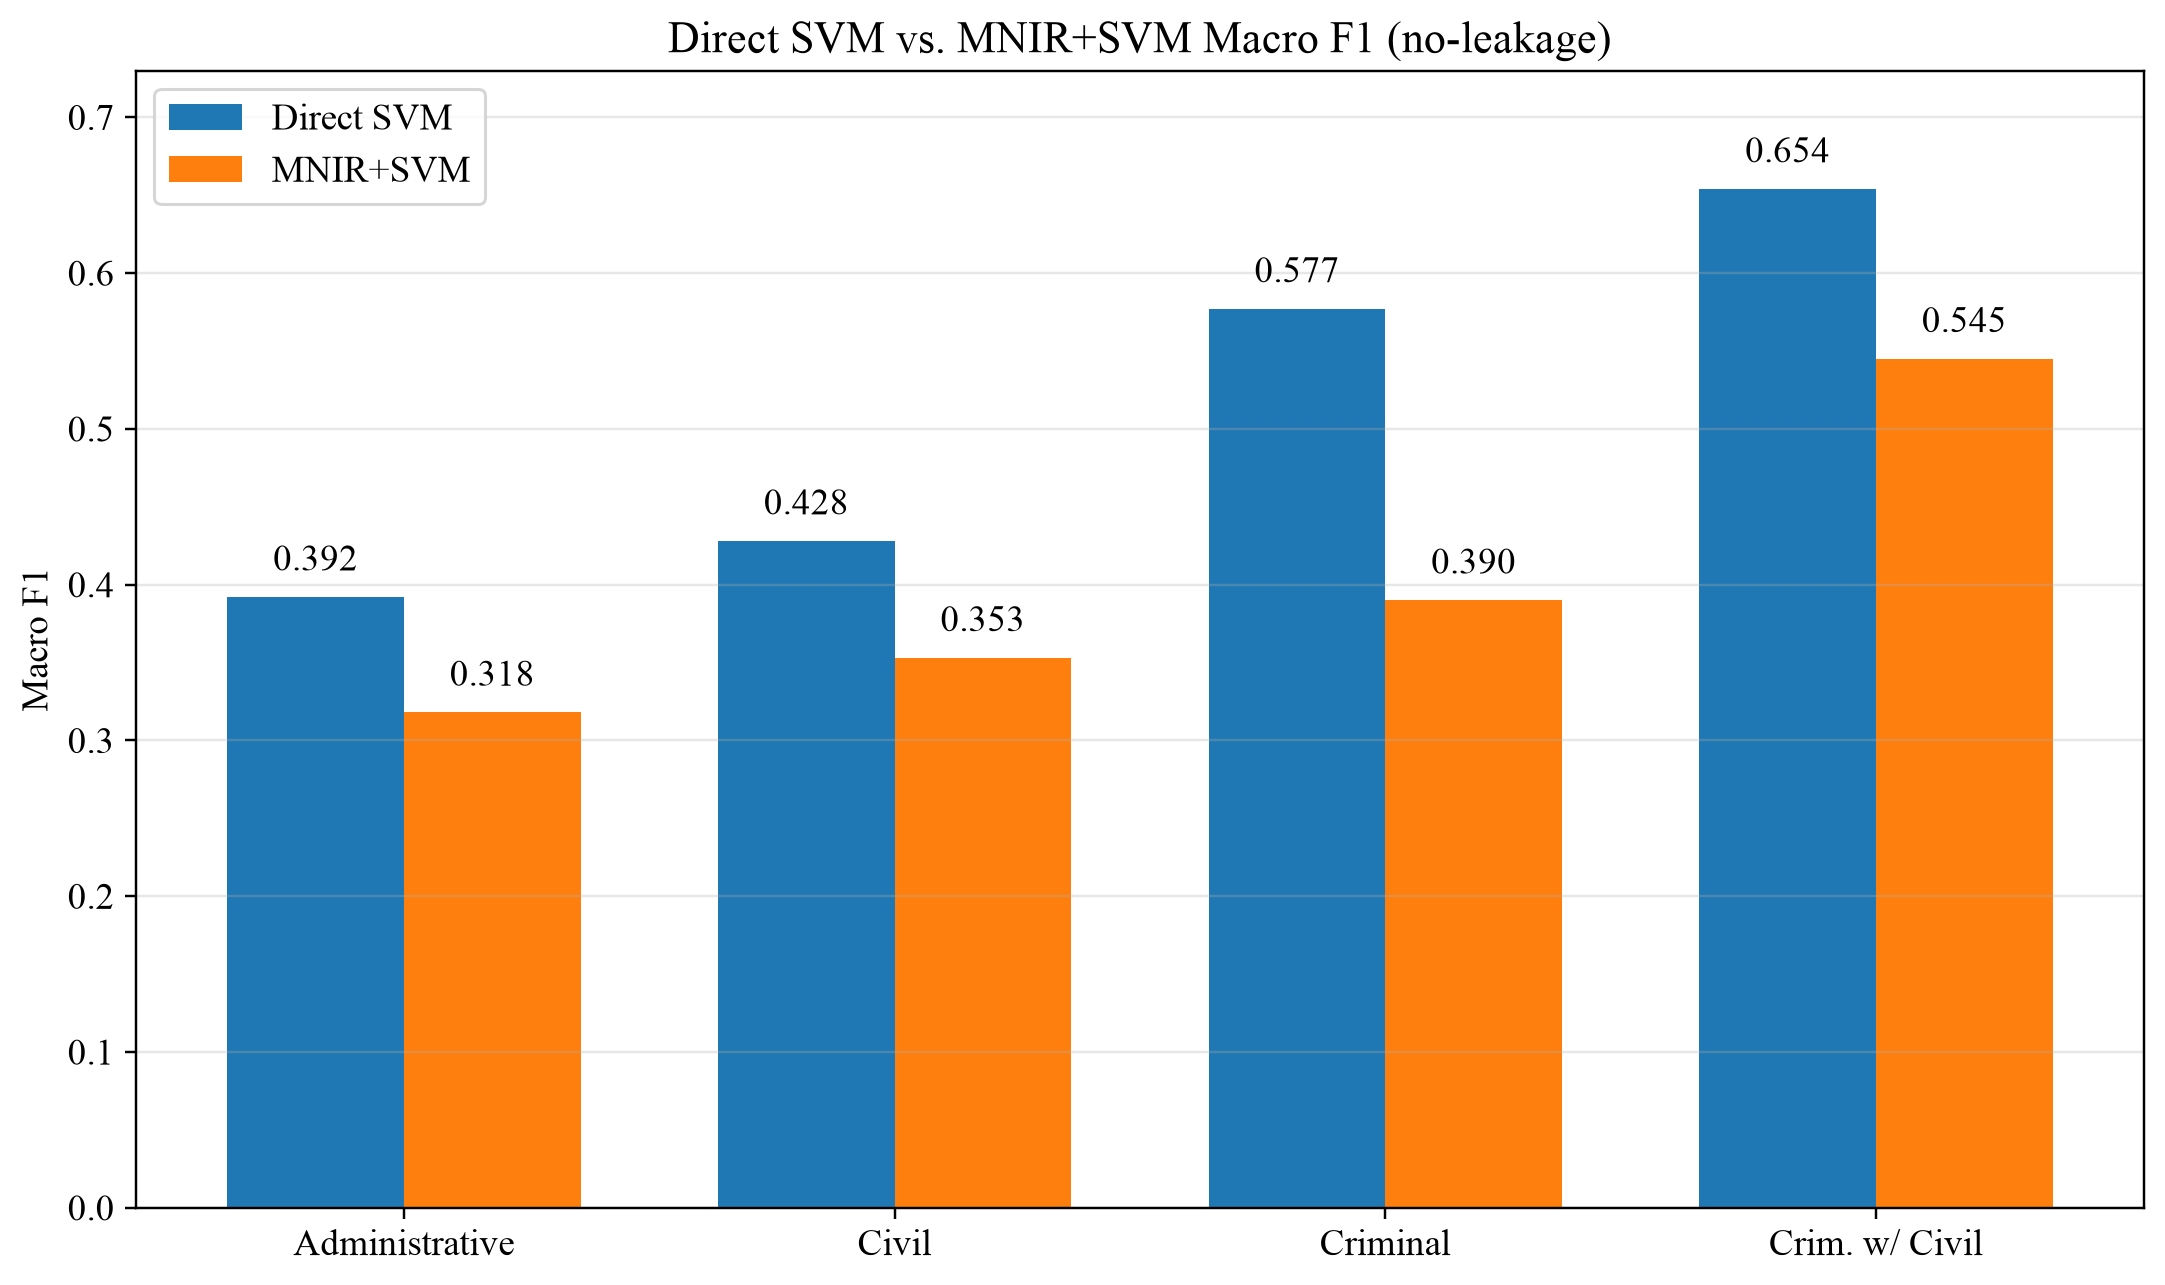 Direct SVM vs. MNIR+SVM Macro F1 (no-leakage)
Direct SVM
MNIR+SVM
Macro F1
0.7
0.6
0.5
0.4
0.3
0.2
0.1
0.0
0.392
0.318
0.428
0.353
0.577
0.390
0.654
0.545
Administrative
Civil
Criminal
Crim. w/ Civil